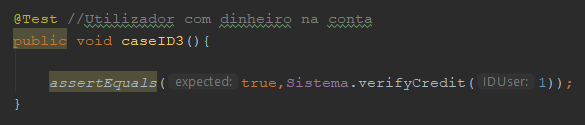 @Test //Utilizador com dinheiro na conta
public void caseID3(){
assertEquals( expected: true,Sistema.verifyCredit( IDUser: 1));
}